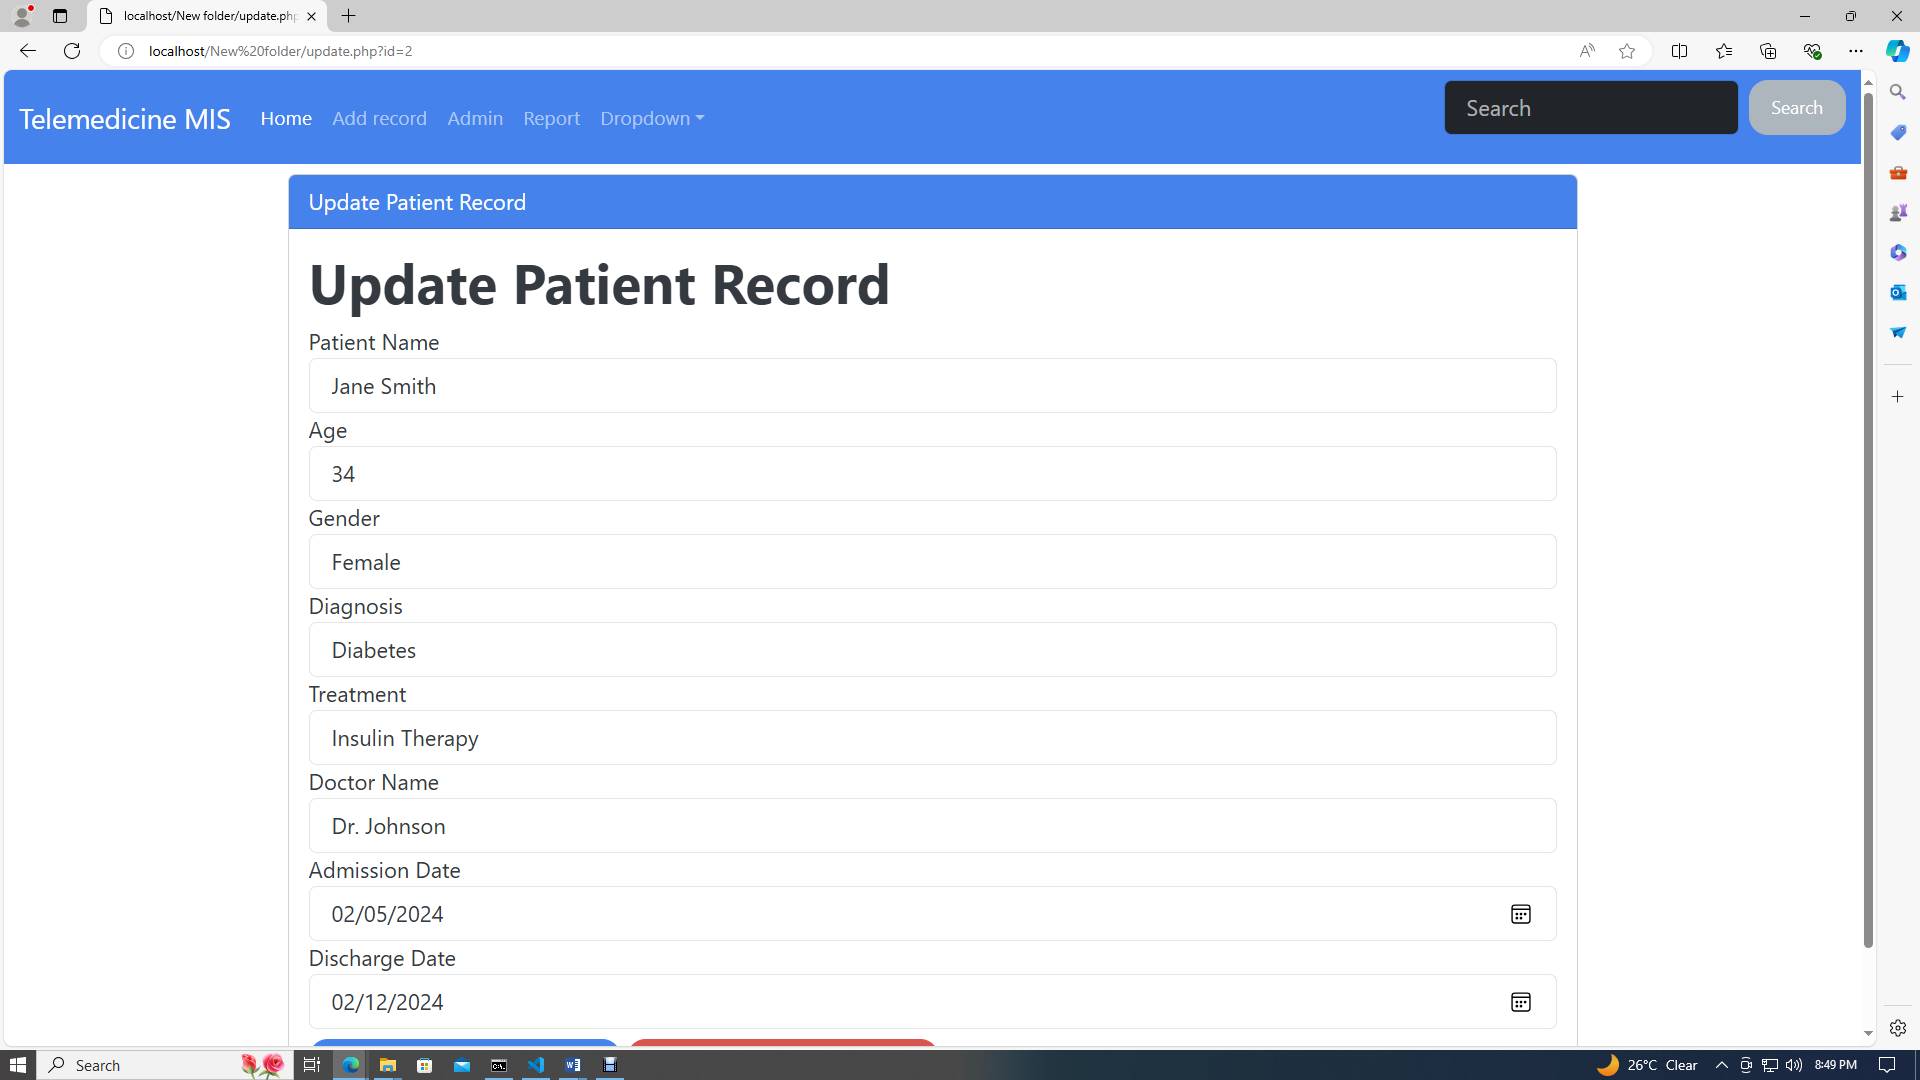 localhost/New folder/update.php
localhost/New%20folder/update.php?id=2
Telemedicine MIS
Home
Add record
Admin
Report
Dropdown
Search
Search
Update Patient Record
Update Patient Record
Patient Name
Jane Smith
Age
34
Gender
Female
Diagnosis
Diabetes
Treatment
Insulin Therapy
Doctor Name
Dr. Johnson
Admission Date
02/05/2024
Discharge Date
02/12/2024
Search
26°C Clear
8:49 PM